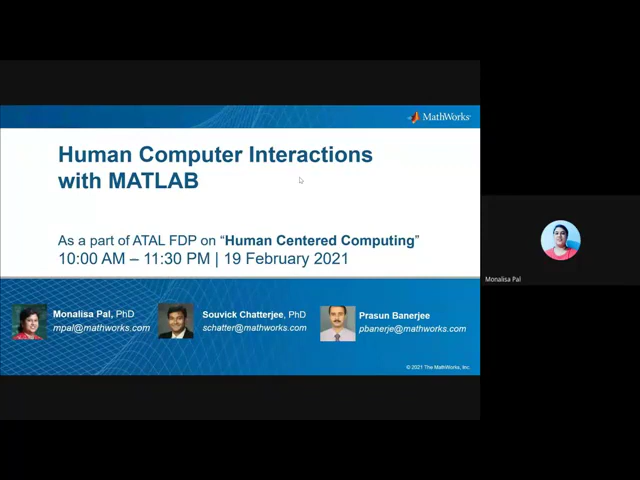 MathWorks
Human Computer Interactions
with MATLAB
As a part of ATAL FDP on “Human Centered Computing”
10:00 AM – 11:30 PM | 19 February 2021
Monalisa Pal, PhD
mpal@mathworks.com
Souvick Chatterjee, PhD
schatter@mathworks.com
Prasun Banerjee
pbanerje@mathworks.com
© 2021 The MathWorks, Inc.
Monalisa Pal